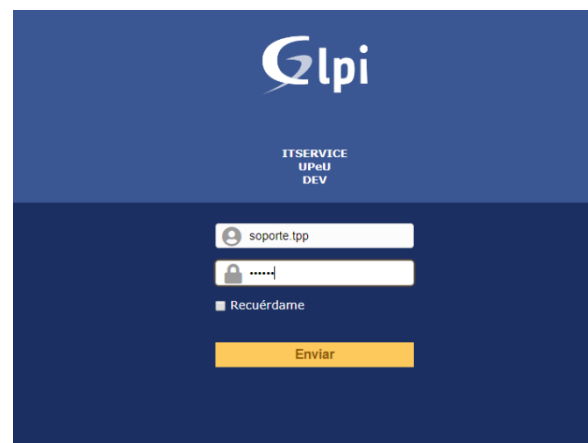 Glpi
ITSERVICE
UPeU
DEV
soporte.tpp
••••••
Recuérdame
Enviar